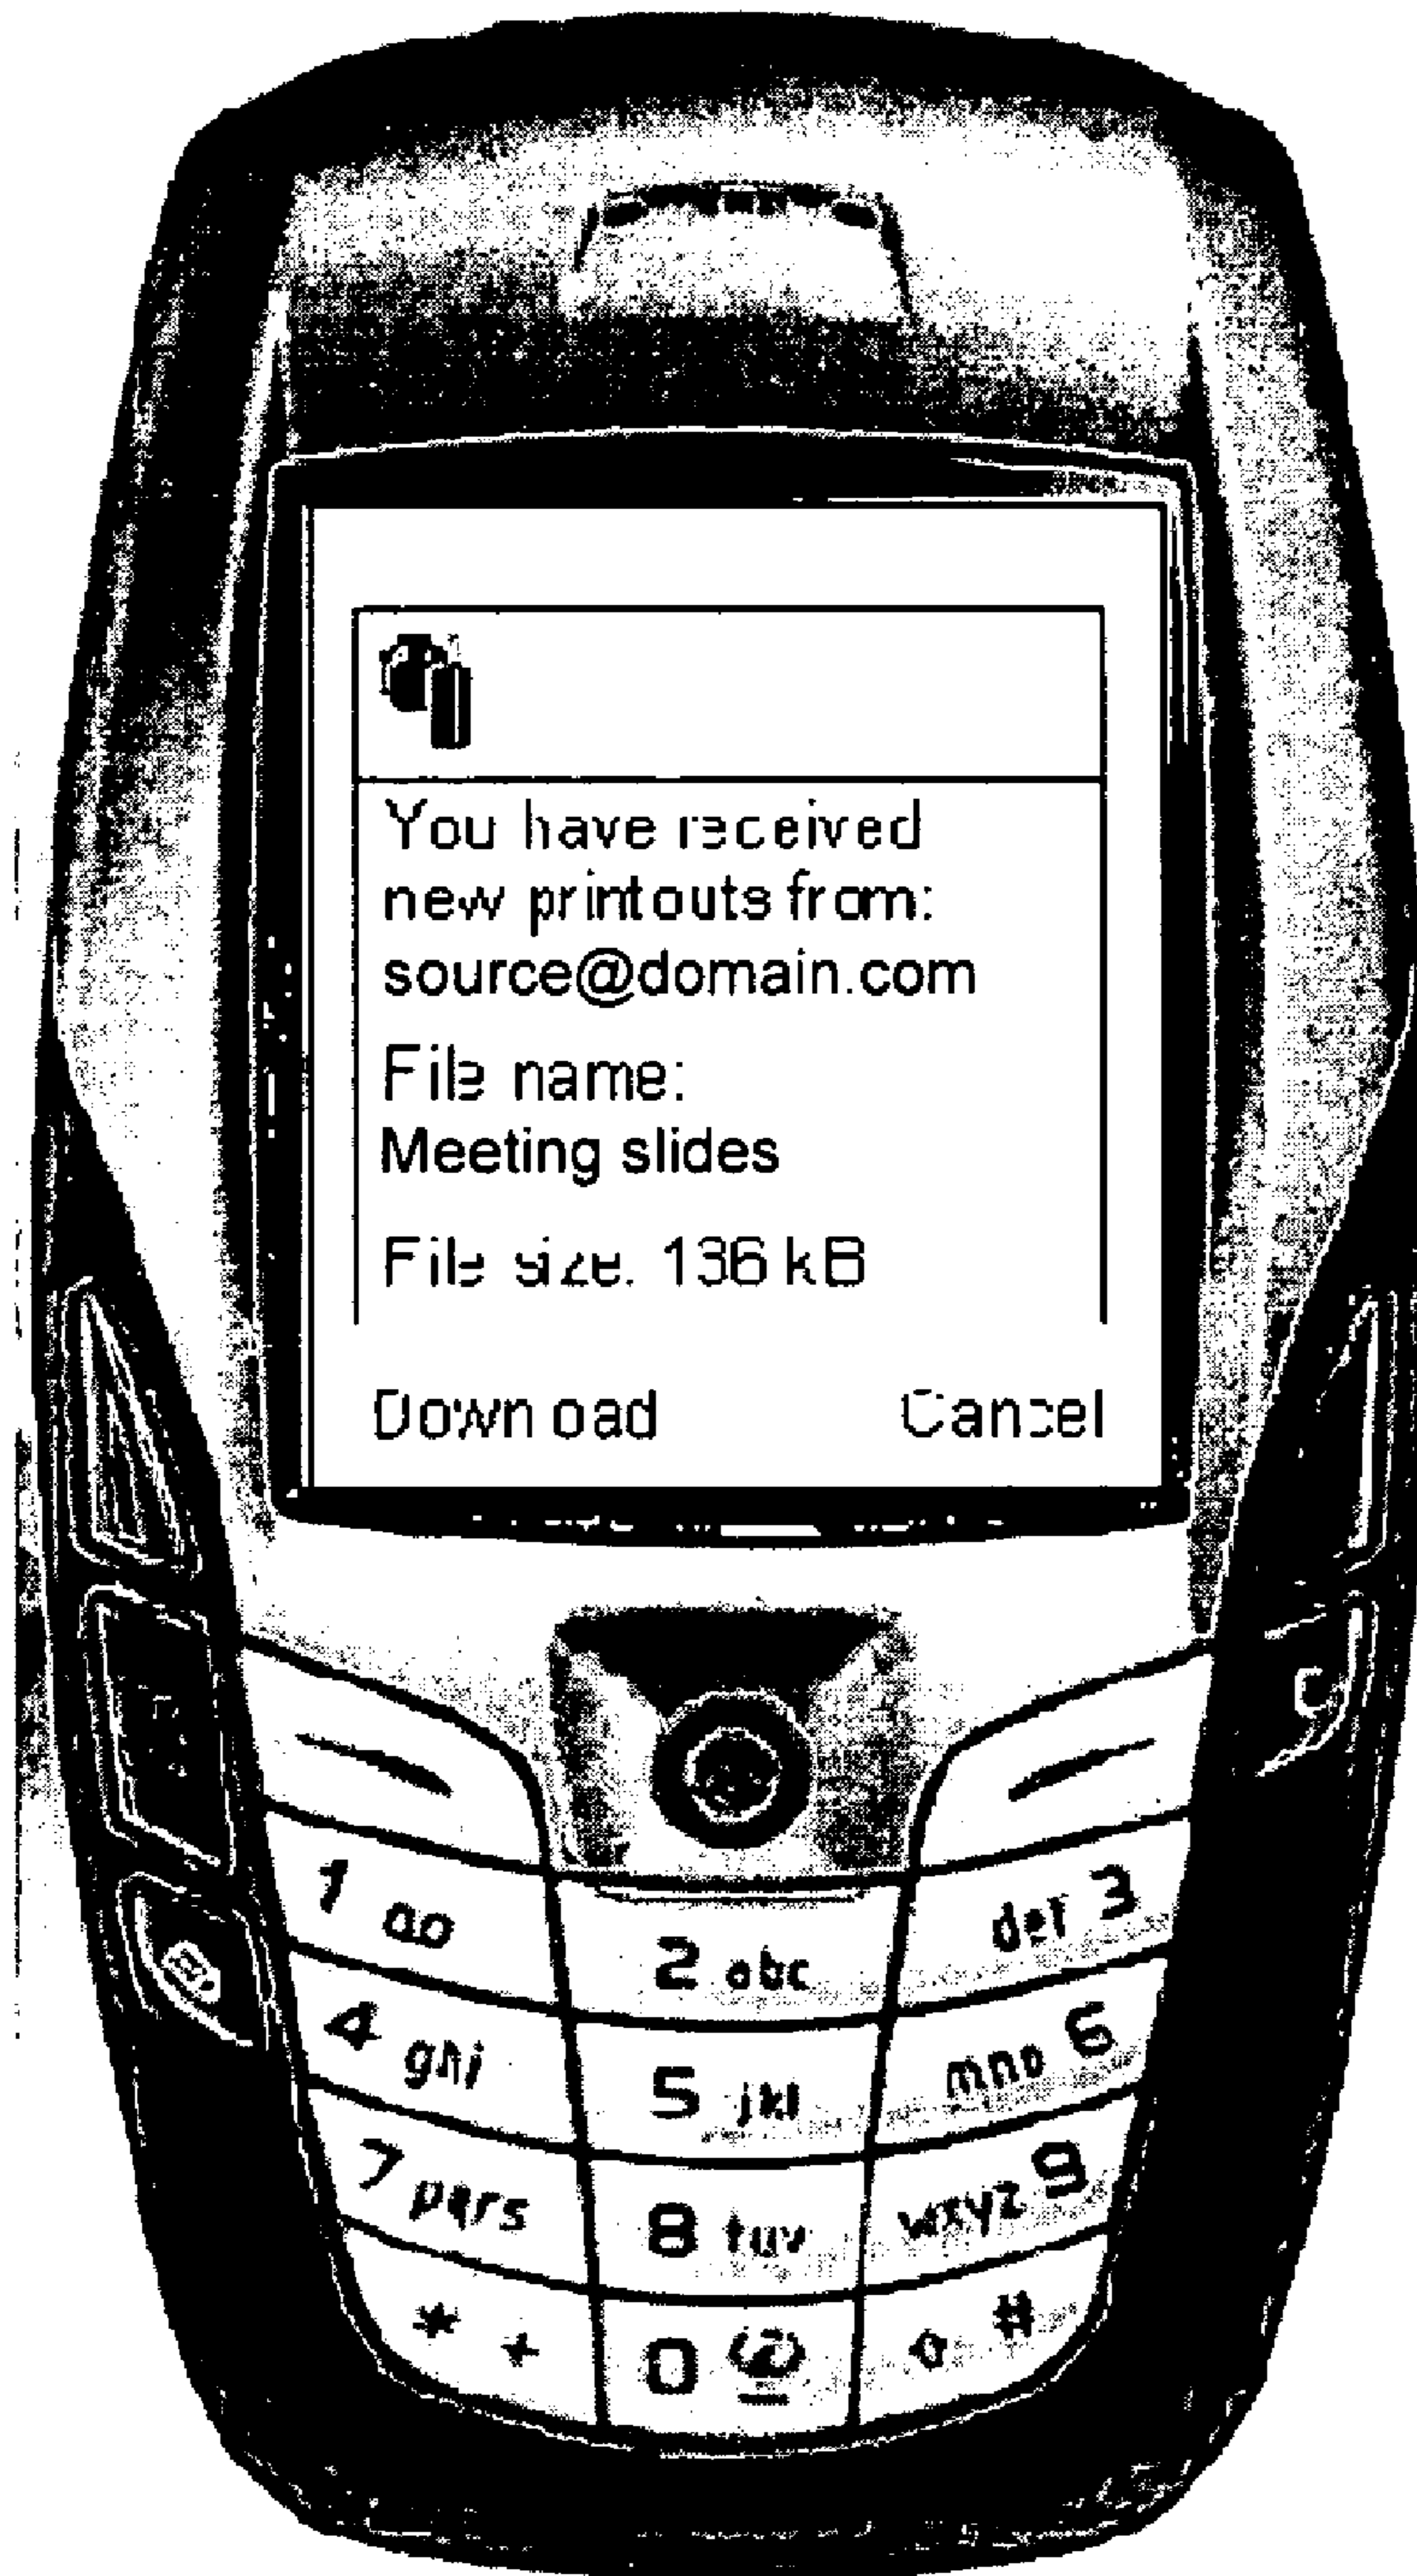 You have received
new printouts from:
source@domain.com
File name:
Meeting slides
File size: 136 kB
Download Cancel
1
2 abc
def 3
4 ghi
5 jkl
mno 6
7 pqrs
8 tuv
wxyz 9
* +
0
#
C